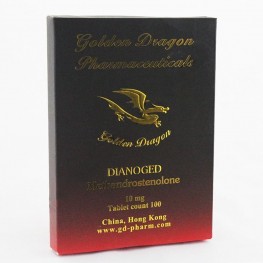 Golden Dragon
Pharmaceuticals
Golden Dragon
DIANOGED
Methandrostenolone
10 mg
Tablet count 100
China, Hong Kong
www.gd-pharm.com